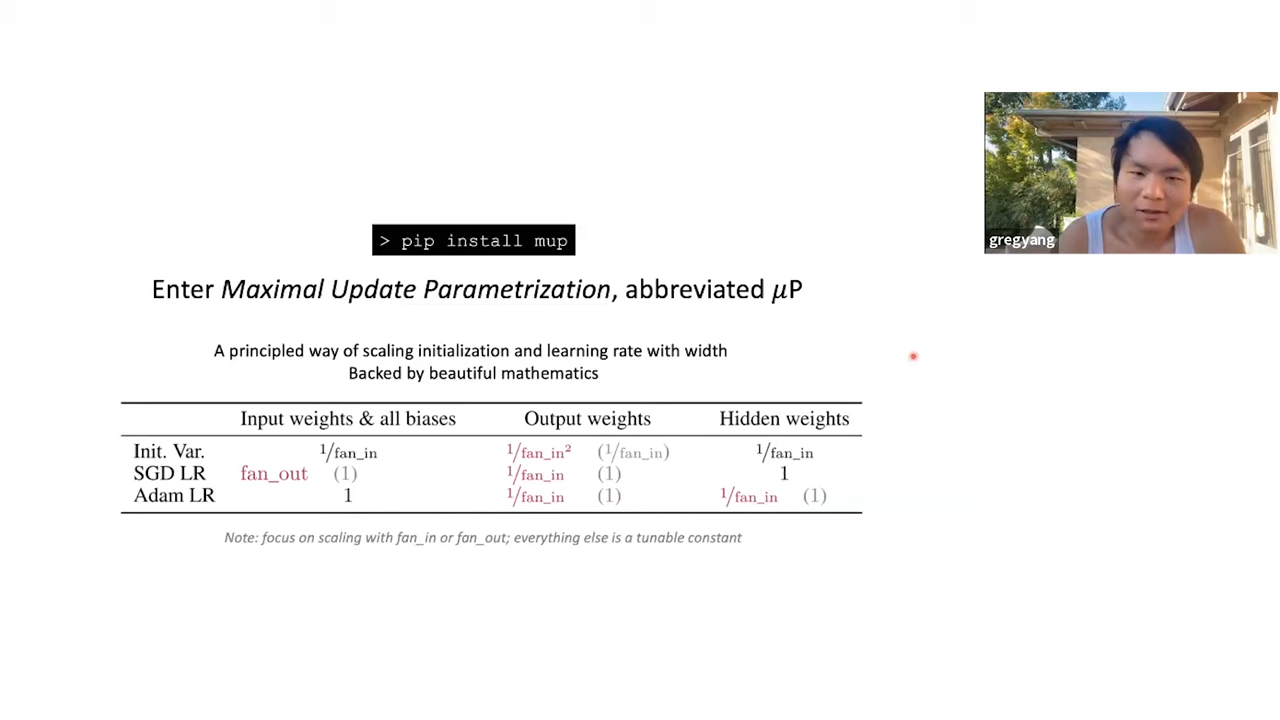 > pip install mup
Enter Maximal Update Parametrization, abbreviated μP
A principled way of scaling initialization and learning rate with width
Backed by beautiful mathematics
Input weights & all biases Output weights Hidden weights
Init. Var. 1/fan_in 1/fan_in² (1/fan_in) 1/fan_in
SGD LR fan_out (1) 1/fan_in (1) 1
Adam LR 1 1/fan_in (1) 1/fan_in (1)
Note: focus on scaling with fan_in or fan_out; everything else is a tunable constant
gregyang